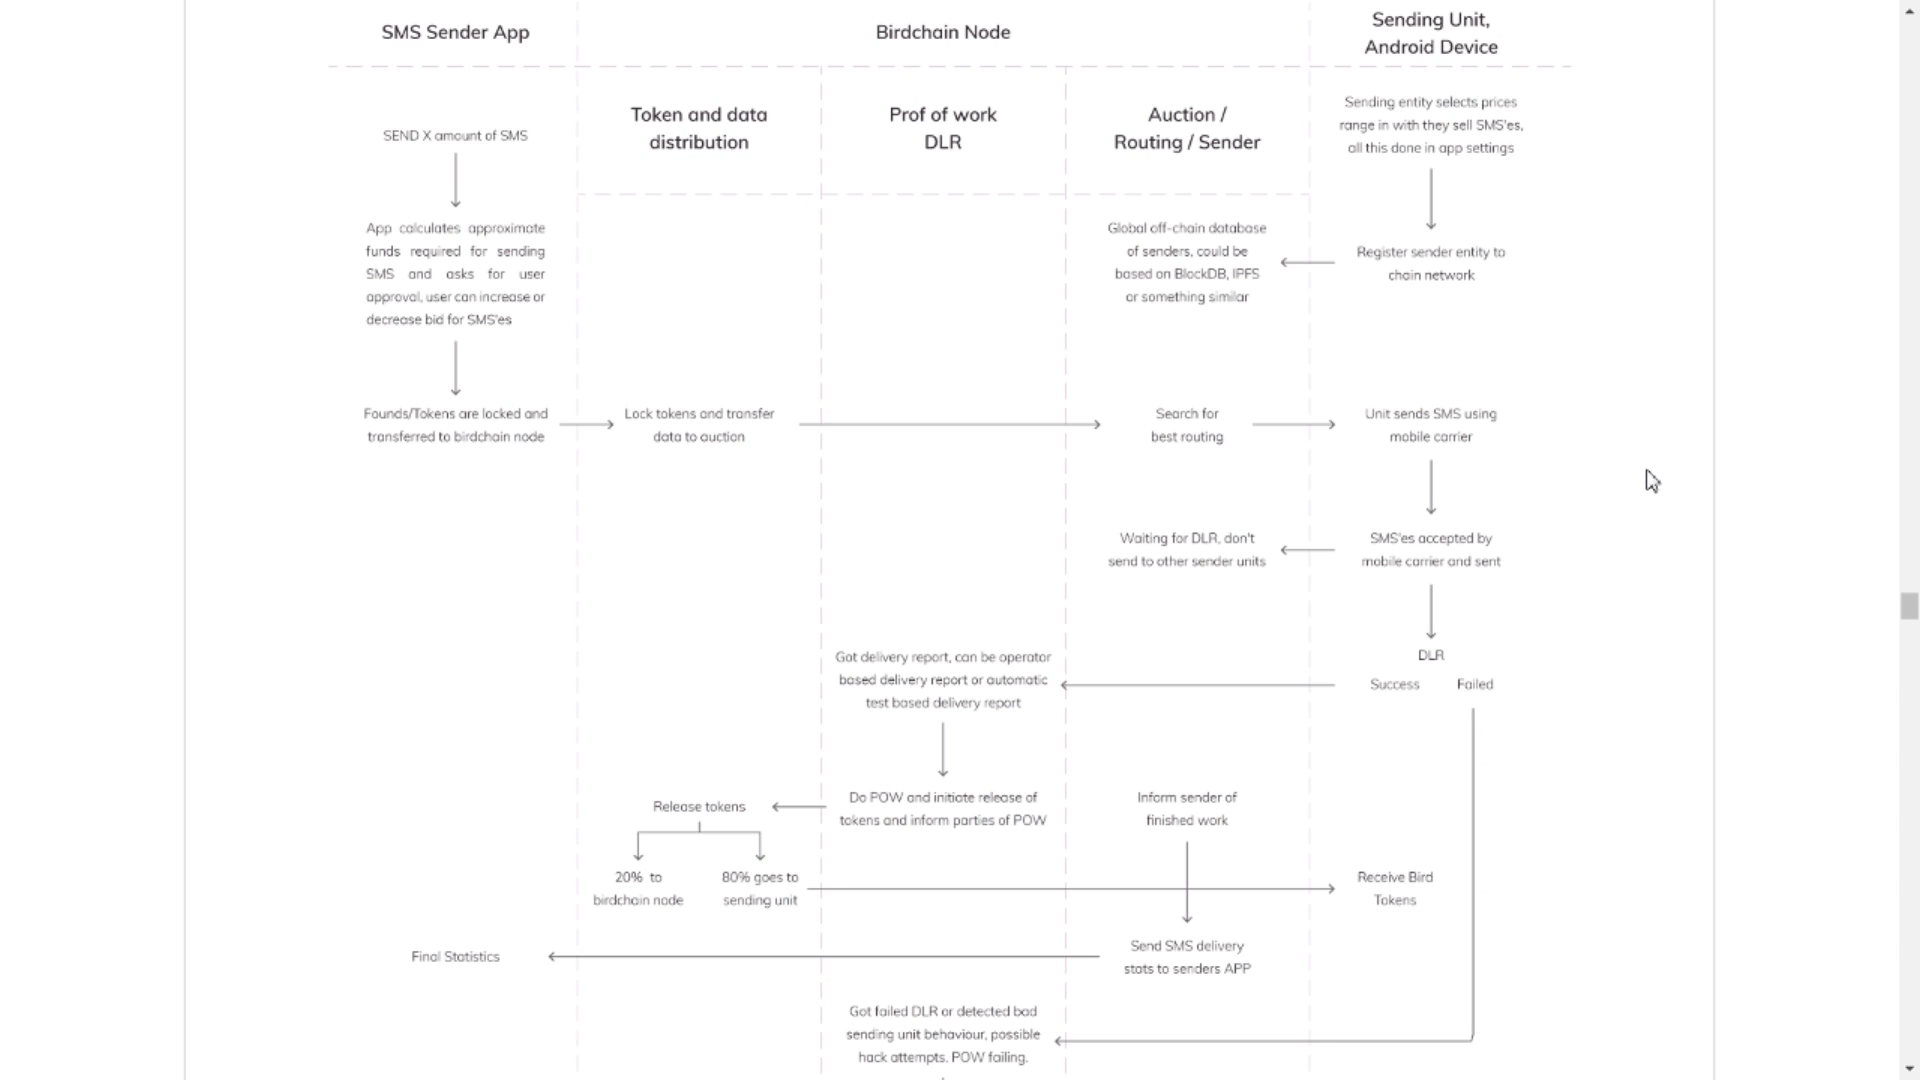 SMS Sender App
Birdchain Node
Sending Unit,
Android Device
Token and data
distribution
Prof of work
DLR
Auction /
Routing / Sender
Sending entity selects prices
range in with they sell SMS'es,
all this done in app settings
SEND X amount of SMS
App calculates approximate
funds required for sending
SMS and asks for user
approval, user can increase or
decrease bid for SMS'es
Global off-chain database
of senders, could be
based on BlockDB, IPFS
or something similar
Register sender entity to
chain network
Founds/Tokens are locked and
transferred to birdchain node
Lock tokens and transfer
data to auction
Search for
best routing
Unit sends SMS using
mobile carrier
Waiting for DLR, don't
send to other sender units
SMS'es accepted by
mobile carrier and sent
DLR
Success Failed
Got delivery report, can be operator
based delivery report or automatic
test based delivery report
Release tokens
Do POW and initiate release of
tokens and inform parties of POW
Inform sender of
finished work
20% to
birdchain node
80% goes to
sending unit
Receive Bird
Tokens
Final Statistics
Send SMS delivery
stats to senders APP
Got failed DLR or detected bad
sending unit behaviour, possible
hack attempts. POW failing.